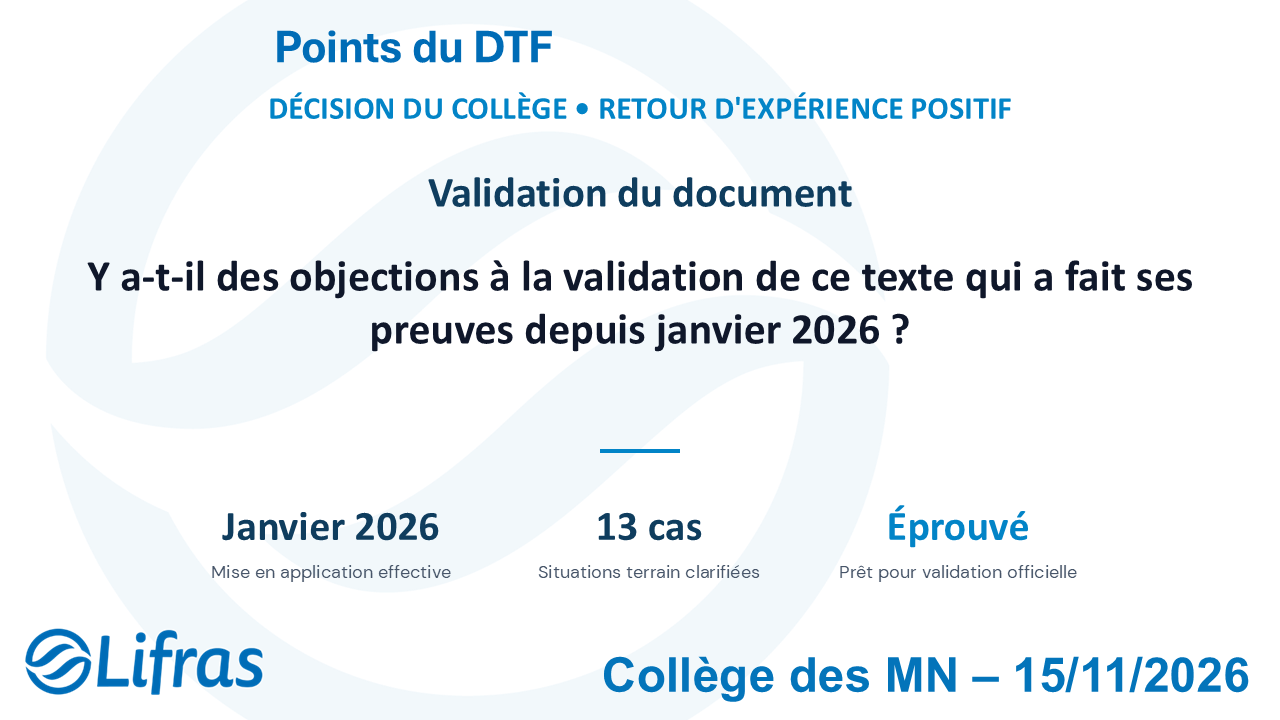 Points du DTF
DÉCISION DU COLLÈGE • RETOUR D'EXPÉRIENCE POSITIF
Validation du document
Y a-t-il des objections à la validation de ce texte qui a fait ses
preuves depuis janvier 2026 ?
Janvier 2026
Mise en application effective
13 cas
Situations terrain clarifiées
Éprouvé
Prêt pour validation officielle
Lifras
Collège des MN – 15/11/2026